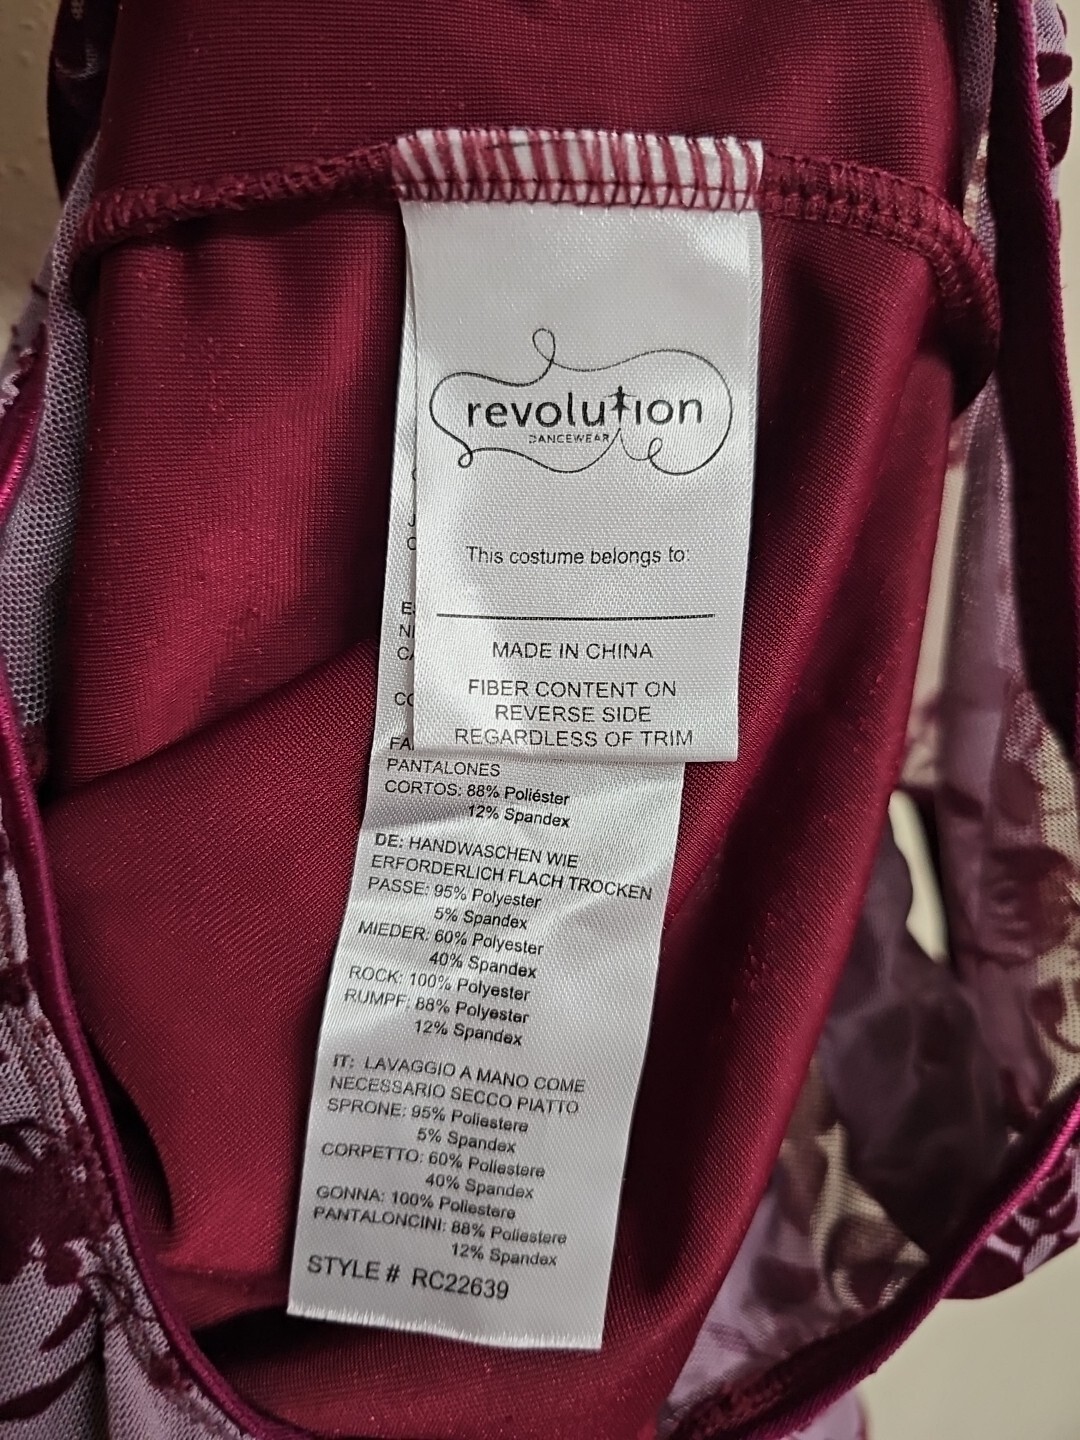 revolution
DANCEWEAR
This costume belongs to:
MADE IN CHINA
FIBER CONTENT ON
REVERSE SIDE
REGARDLESS OF TRIM
PANTALONES
CORTOS: 88% Poliéster
12% Spandex
DE: HANDWASCHEN WIE
ERFORDERLICH FLACH TROCKEN
PASSE: 95% Polyester
5% Spandex
MIEDER: 60% Polyester
40% Spandex
ROCK: 100% Polyester
RUMPF: 88% Polyester
12% Spandex
IT: LAVAGGIO A MANO COME
NECESSARIO SECCO PIATTO
SPRONE: 95% Poliestere
5% Spandex
CORPETTO: 60% Poliestere
40% Spandex
GONNA: 100% Poliestere
PANTALONCINI: 88% Poliestere
12% Spandex
STYLE # RC22639